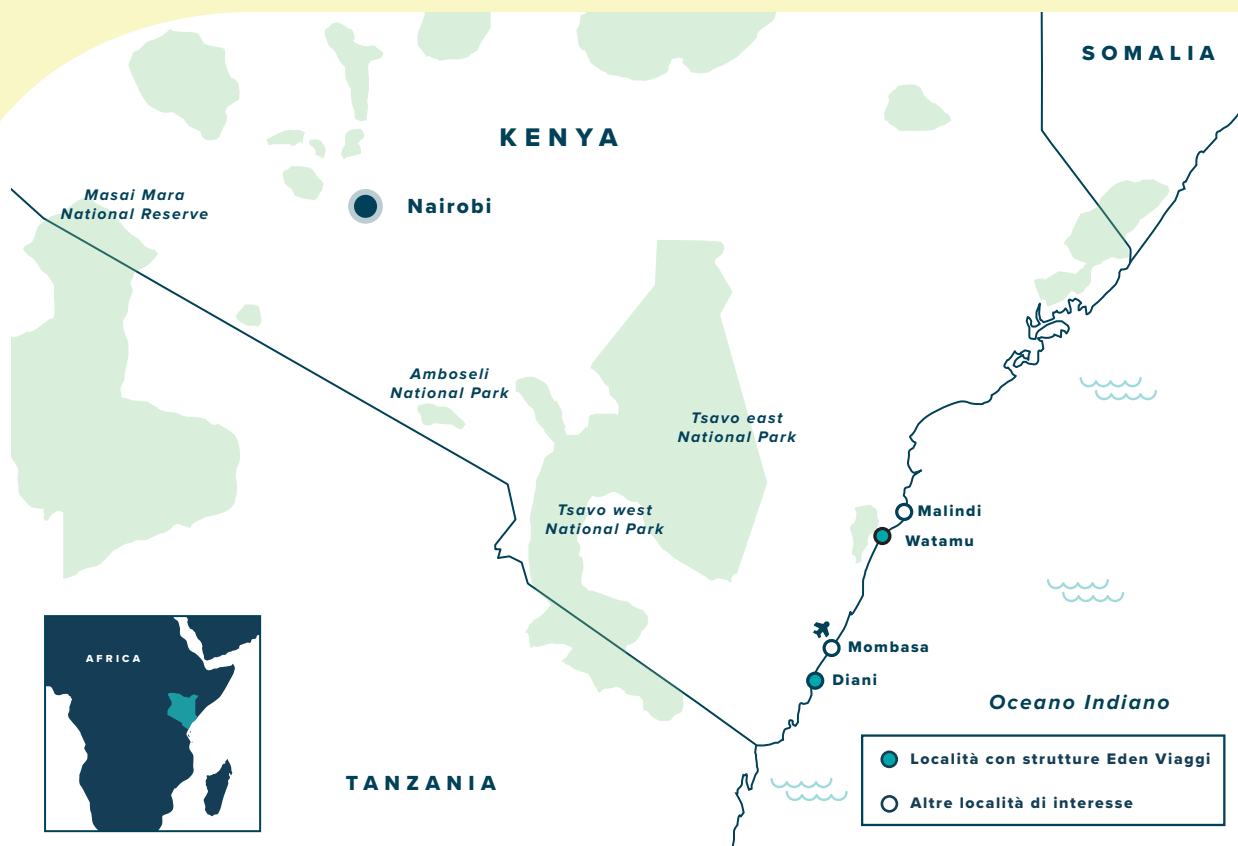 SOMALIA
KENYA
Masai Mara
National Reserve
Nairobi
Amboseli
National Park
Tsavo east
National Park
Tsavo west
National Park
Malindi
Watamu
Mombasa
Diani
AFRICA
Oceano Indiano
TANZANIA
Località con strutture Eden Viaggi
Altre località di interesse